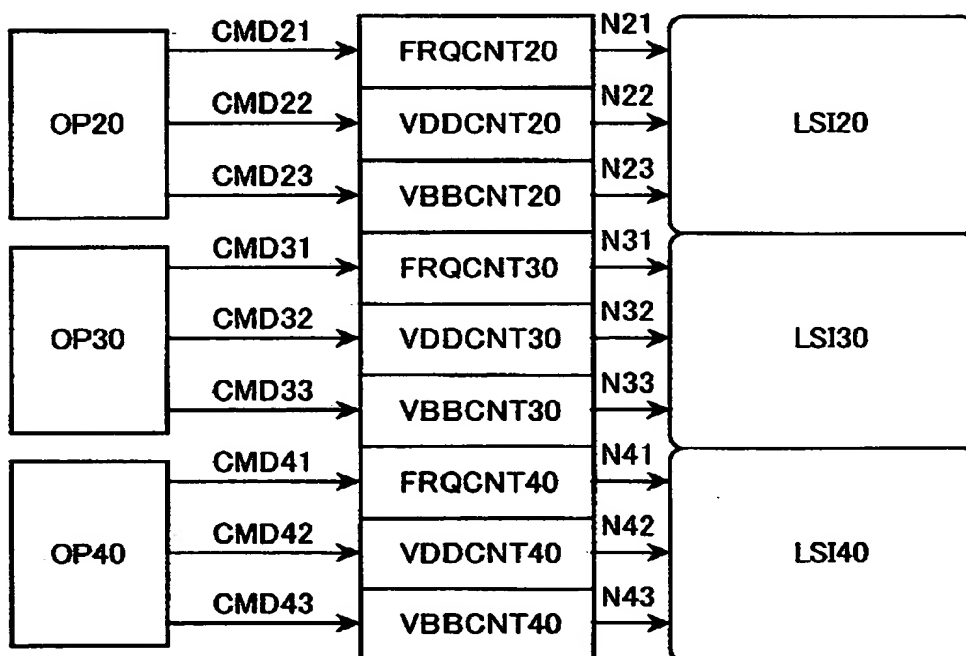 CMD21
FRQCNT20
N21
OP20
CMD22
VDDCNT20
N22
LSI20
CMD23
VBBCNT20
N23
CMD31
FRQCNT30
N31
OP30
CMD32
VDDCNT30
N32
LSI30
CMD33
VBBCNT30
N33
CMD41
FRQCNT40
N41
OP40
CMD42
VDDCNT40
N42
LSI40
CMD43
VBBCNT40
N43